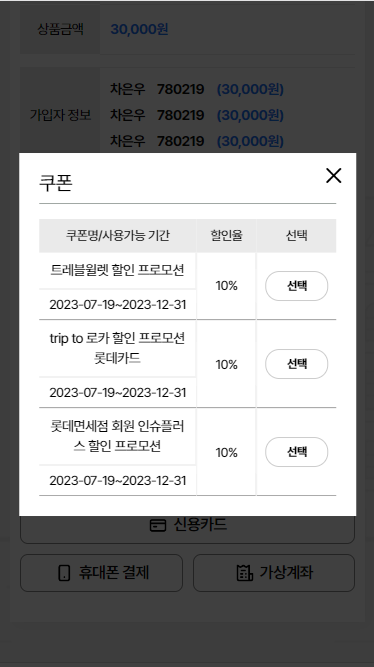 상품금액 30,000원
차은우 780219 (30,000원)
가입자 정보 차은우 780219 (30,000원)
차은우 780219 (30,000원)
쿠폰
쿠폰명/사용가능 기간 할인율 선택
트레블월렛 할인 프로모션
10% 선택
2023-07-19~2023-12-31
trip to 로카 할인 프로모션
롯데카드
10% 선택
2023-07-19~2023-12-31
롯데면세점 회원 인슈플러
스 할인 프로모션
10% 선택
2023-07-19~2023-12-31
신용카드
휴대폰 결제 가상계좌